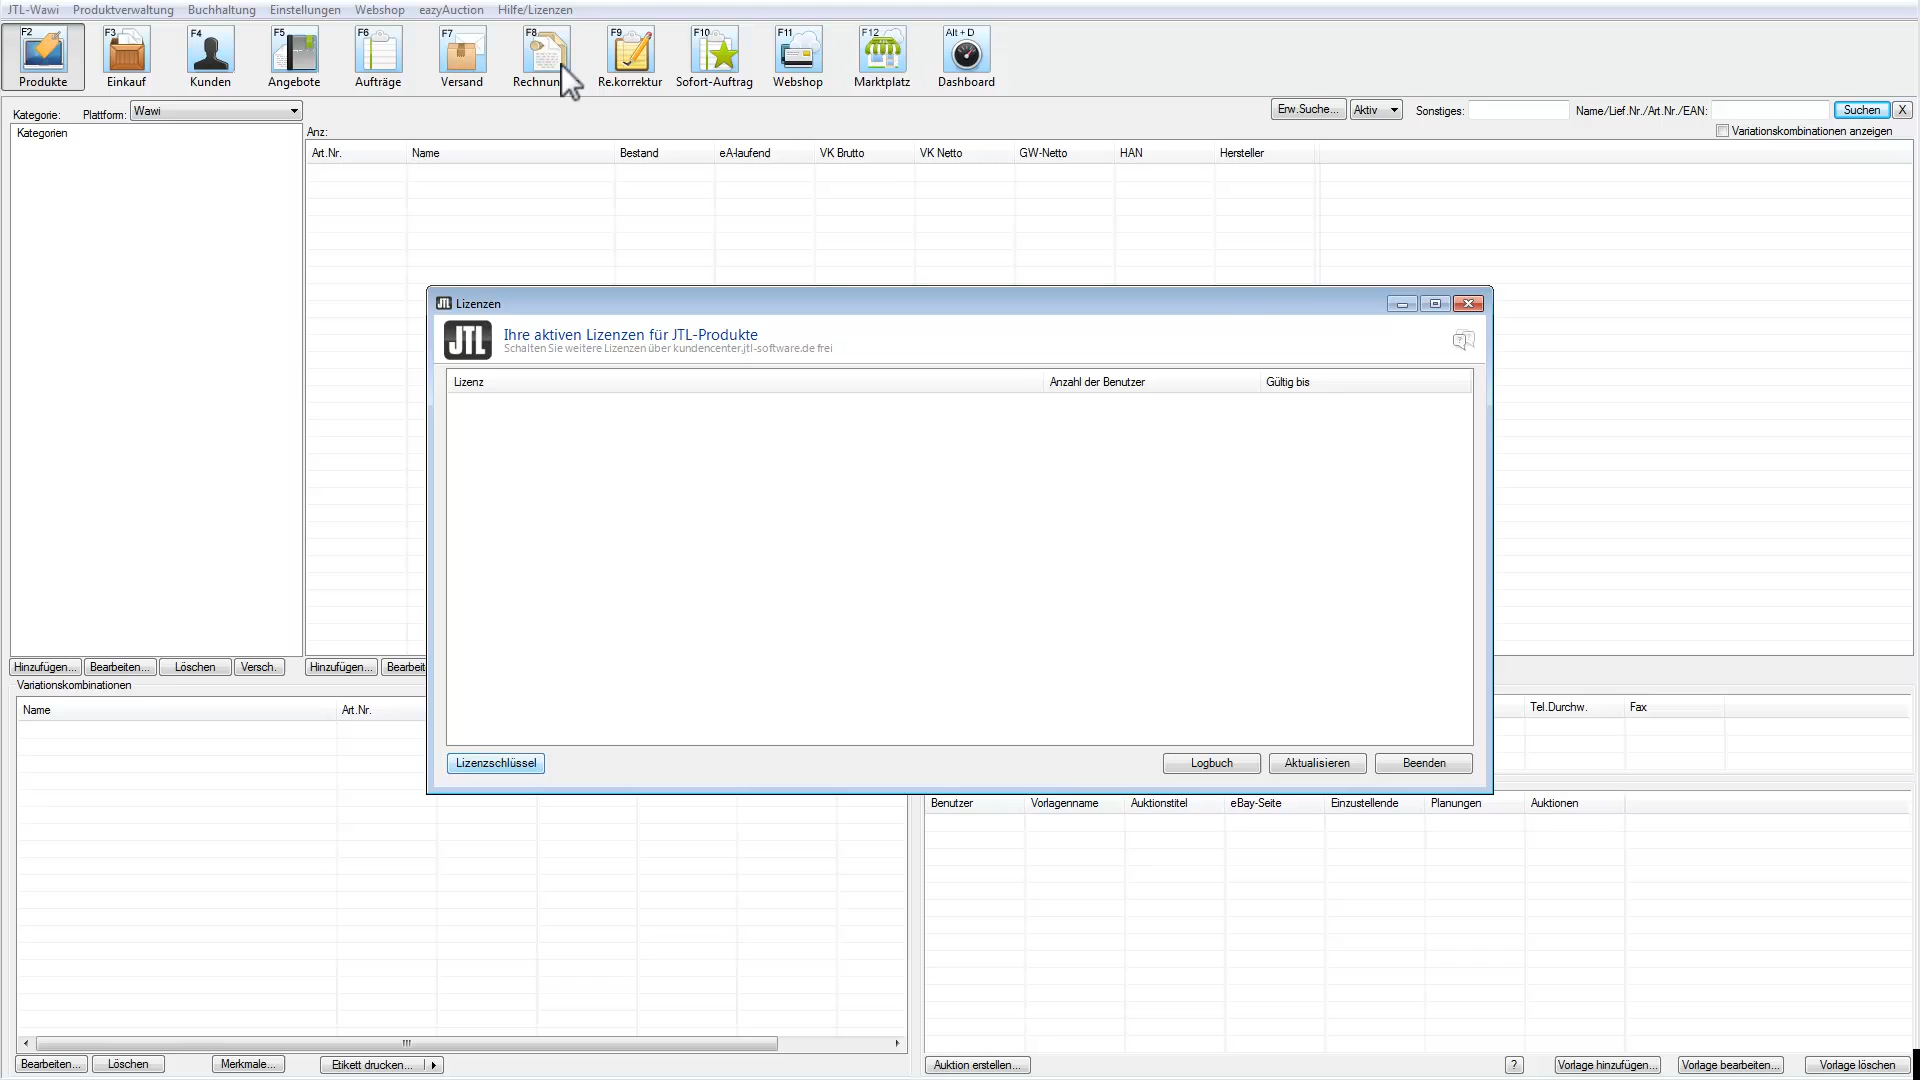 JTL-Wawi Produktverwaltung Buchhaltung Einstellungen Webshop eazyAuction Hilfe/Lizenzen
F2 F3 F4 F5 F6 F7 F8 F9 F10 F11 F12 Alt + D
Produkte Einkauf Kunden Angebote Aufträge Versand Re.korrektur Sofort-Auftrag Webshop Marktplatz Dashboard
Kategorie: Plattform: Wawi Erw.Suche... Aktiv Sonstiges: Name/Lief.Nr./Art.Nr./EAN: Suchen X
Kategorien Anz: Variationskombinationen anzeigen
Art.Nr. Name Bestand eA-laufend VK Brutto VK Netto GW-Netto HAN Hersteller
JTL Lizenzen
JTL Ihre aktiven Lizenzen für JTL-Produkte
Schalten Sie weitere Lizenzen über kundencenter.jtl-software.de frei
Lizenz Anzahl der Benutzer Gültig bis
Lizenzschlüssel Logbuch Aktualisieren Beenden
Hinzufügen... Bearbeiten... Löschen Versch. Hinzufügen... Bearbeit
Variationskombinationen
Name Art.Nr. Tel.Durchw. Fax
Benutzer Vorlagenname Auktionstitel eBay-Seite Einzustellende Planungen Auktionen
Bearbeiten... Löschen Merkmale... Etikett drucken... Auktion erstellen... ? Vorlage hinzufügen... Vorlage bearbeiten... Vorlage löschen